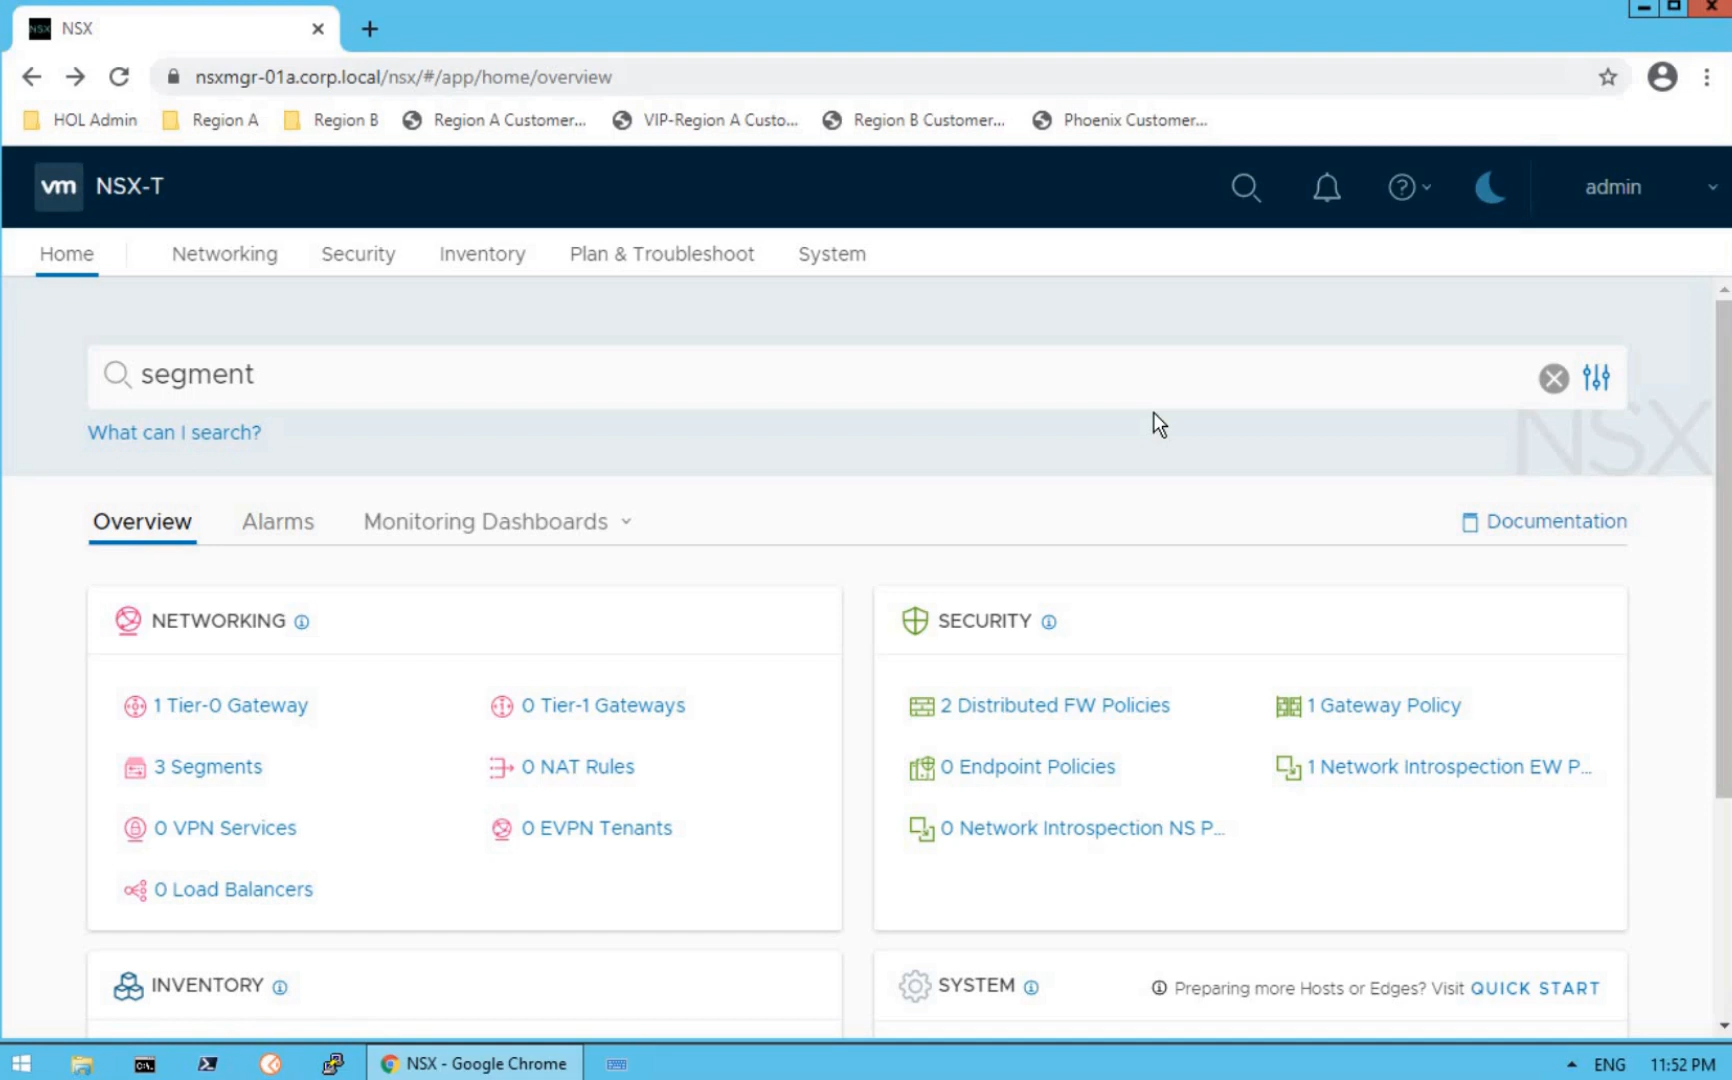 NSX
nsxmgr-01a.corp.local/nsx/#/app/home/overview
HOL Admin Region A Region B Region A Customer... VIP-Region A Custo... Region B Customer... Phoenix Customer...
vm NSX-T admin
Home Networking Security Inventory Plan & Troubleshoot System
segment
What can I search?
NSX
Overview Alarms Monitoring Dashboards Documentation
NETWORKING
1 Tier-0 Gateway 0 Tier-1 Gateways
3 Segments 0 NAT Rules
0 VPN Services 0 EVPN Tenants
0 Load Balancers
SECURITY
2 Distributed FW Policies 1 Gateway Policy
0 Endpoint Policies 1 Network Introspection EW P...
0 Network Introspection NS P...
INVENTORY
SYSTEM Preparing more Hosts or Edges? Visit QUICK START
NSX - Google Chrome ENG 11:52 PM